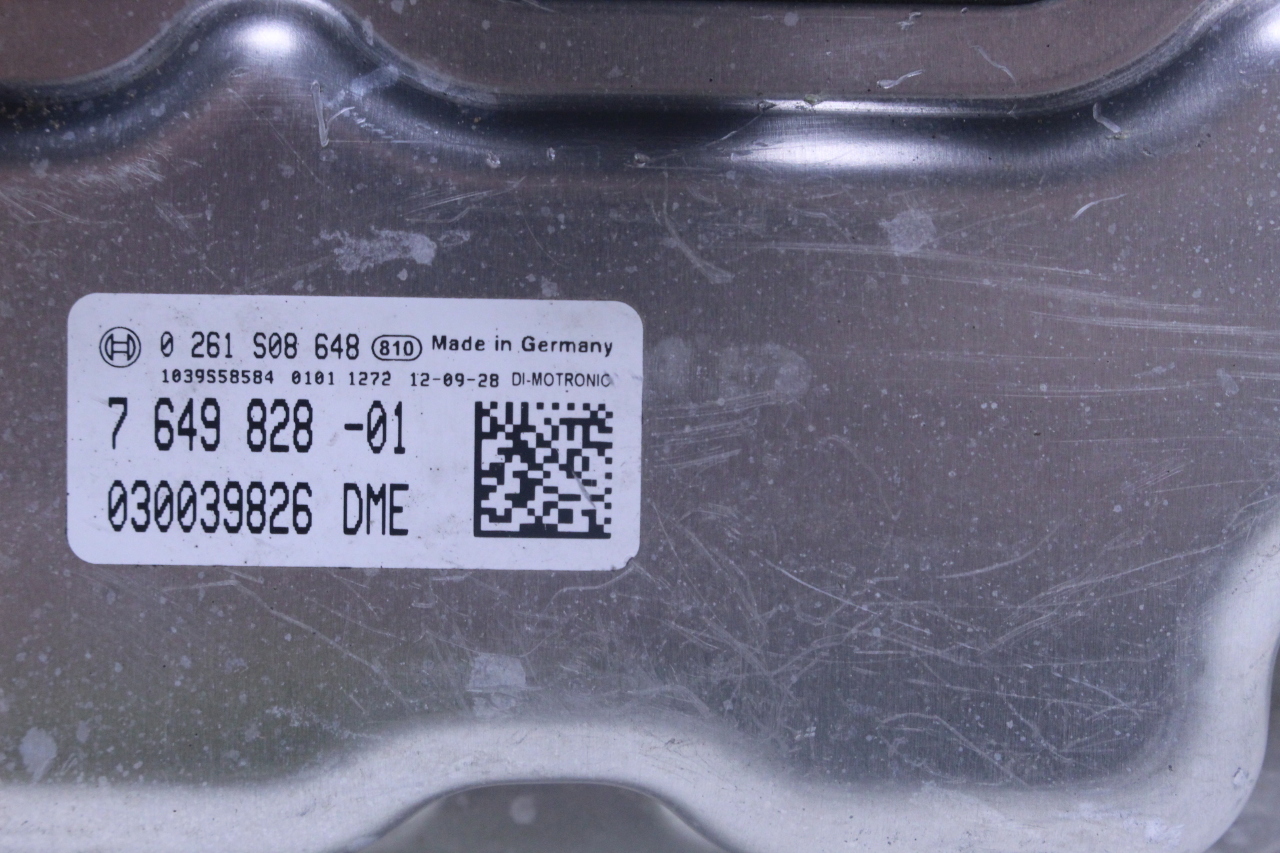 0 261 S08 648 810 Made in Germany
1039S58584 0101 1272 12-09-28 DI-MOTRONIC
7 649 828 -01
030039826 DME